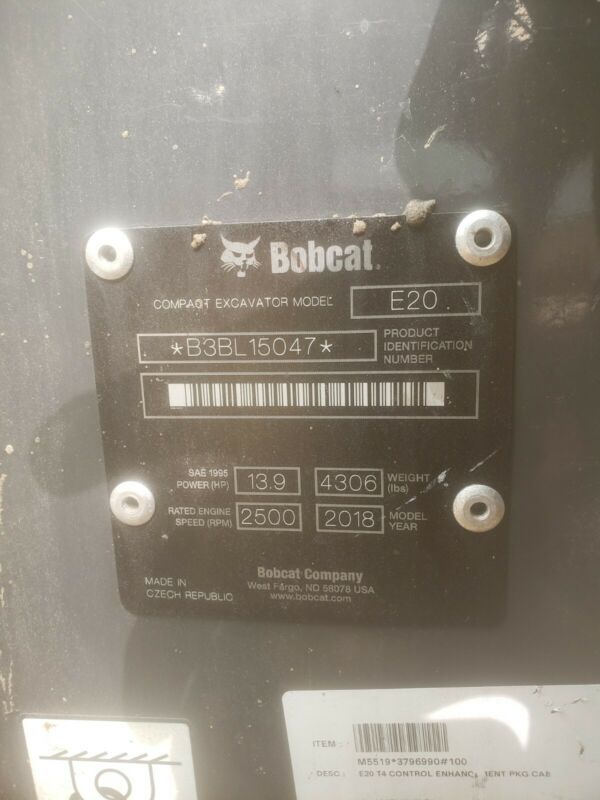 Bobcat.
COMPACT EXCAVATOR MODEL E20
*B3BL15047* PRODUCT IDENTIFICATION NUMBER
SAE 1995 POWER (HP) 13.9 4306 WEIGHT (lbs)
RATED ENGINE SPEED (RPM) 2500 2018 MODEL YEAR
Bobcat Company
West Fargo, ND 58078 USA
www.bobcat.com
MADE IN
CZECH REPUBLIC
ITEM :
M5519*3796990#100
DESC.: E20 T4 CONTROL PKG CAB